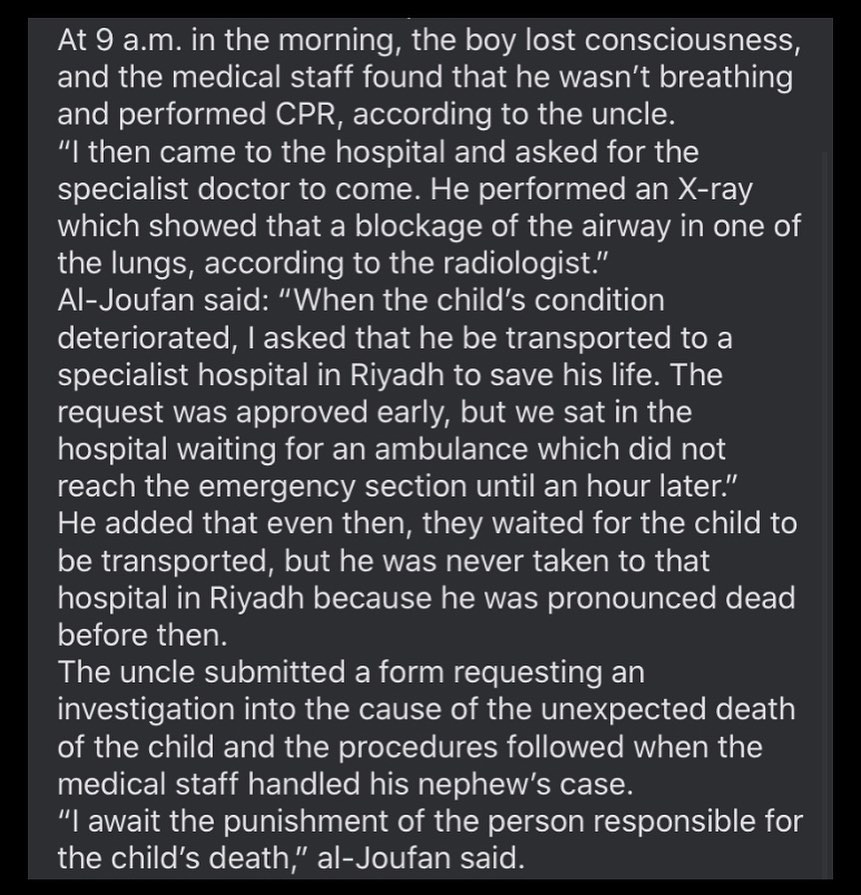 At 9 a.m. in the morning, the boy lost consciousness,
and the medical staff found that he wasn’t breathing
and performed CPR, according to the uncle.
“I then came to the hospital and asked for the
specialist doctor to come. He performed an X-ray
which showed that a blockage of the airway in one of
the lungs, according to the radiologist.”
Al-Joufan said: “When the child’s condition
deteriorated, I asked that he be transported to a
specialist hospital in Riyadh to save his life. The
request was approved early, but we sat in the
hospital waiting for an ambulance which did not
reach the emergency section until an hour later.”
He added that even then, they waited for the child to
be transported, but he was never taken to that
hospital in Riyadh because he was pronounced dead
before then.
The uncle submitted a form requesting an
investigation into the cause of the unexpected death
of the child and the procedures followed when the
medical staff handled his nephew’s case.
“I await the punishment of the person responsible for
the child’s death,” al-Joufan said.